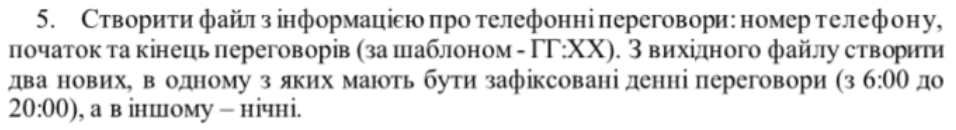 5. Створити файл з інформацією про телефонні переговори: номер телефону,
початок та кінець переговорів (за шаблоном - ГГ:ХХ). З вихідного файлу створити
два нових, в одному з яких мають бути зафіксовані денні переговори (з 6:00 до
20:00), а в іншому – нічні.